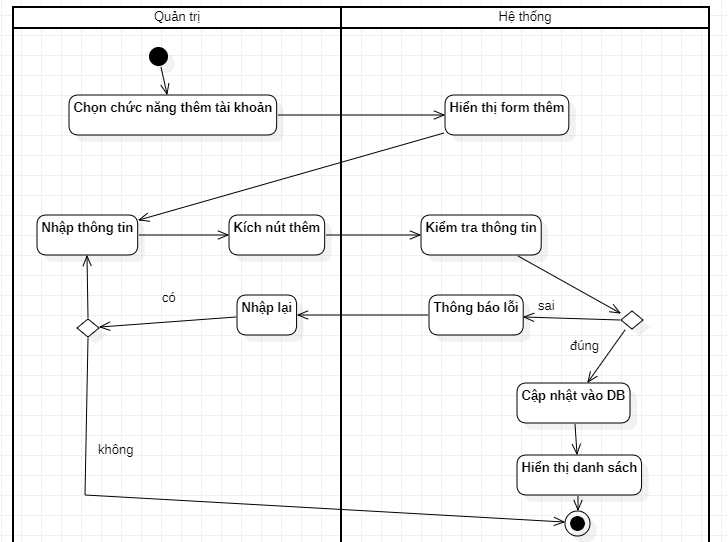 Quản trị
Hệ thống
Chọn chức năng thêm tài khoản
Hiển thị form thêm
Nhập thông tin
Kích nút thêm
Kiểm tra thông tin
có
Nhập lại
Thông báo lỗi
sai
đúng
Cập nhật vào DB
không
Hiển thị danh sách